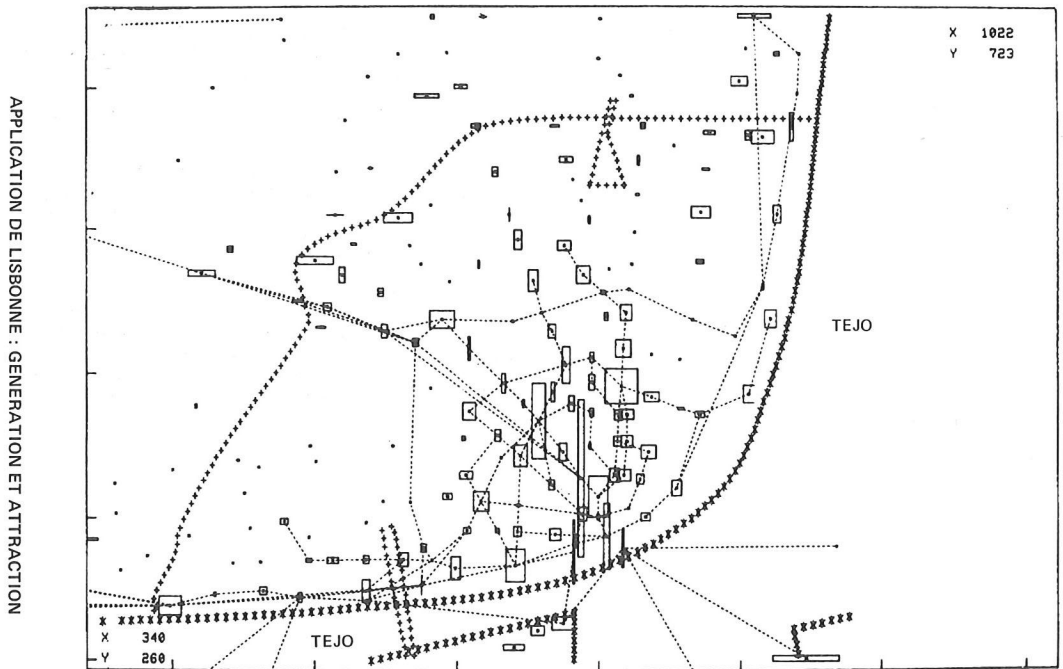 APPLICATION DE LISBONNE : GENERATION ET ATTRACTION
X 1022
Y 723
TEJO
X 340
Y 260
TEJO